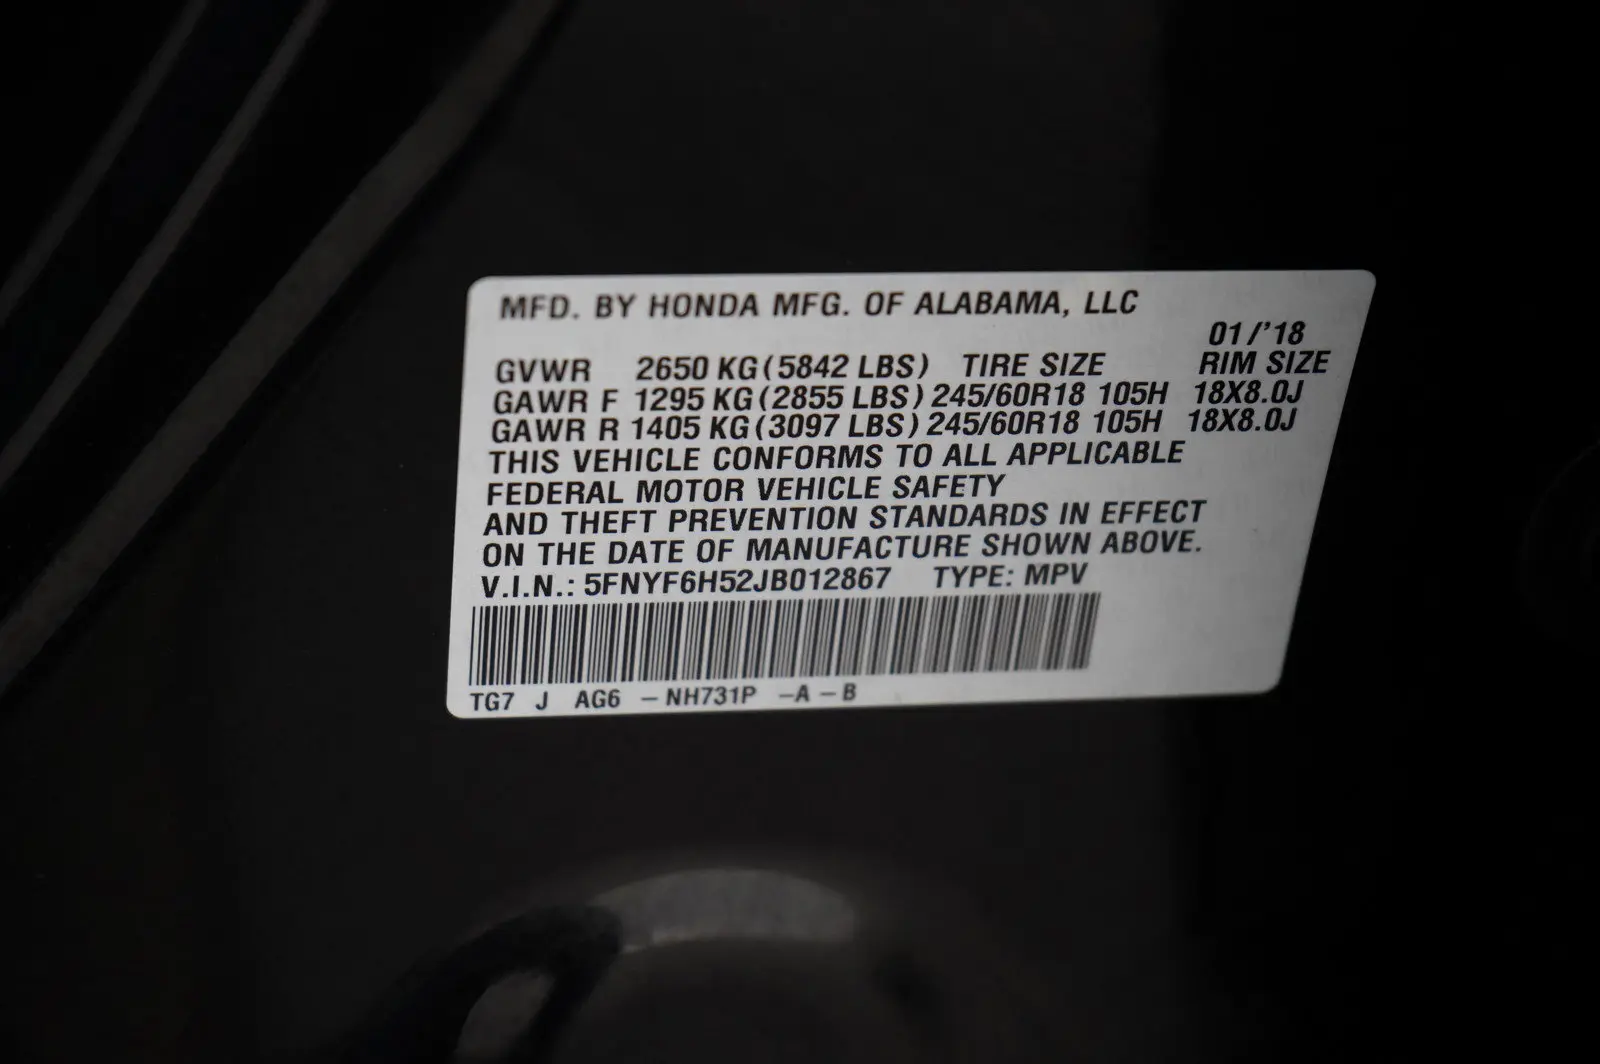 MFD. BY HONDA MFG. OF ALABAMA, LLC
01/'18
GVWR 2650 KG (5842 LBS) TIRE SIZE RIM SIZE
GAWR F 1295 KG (2855 LBS) 245/60R18 105H 18X8.0J
GAWR R 1405 KG (3097 LBS) 245/60R18 105H 18X8.0J
THIS VEHICLE CONFORMS TO ALL APPLICABLE
FEDERAL MOTOR VEHICLE SAFETY
AND THEFT PREVENTION STANDARDS IN EFFECT
ON THE DATE OF MANUFACTURE SHOWN ABOVE.
V.I.N.: 5FNYF6H52JB012867 TYPE: MPV
TG7 J AG6 – NH731P –A – B